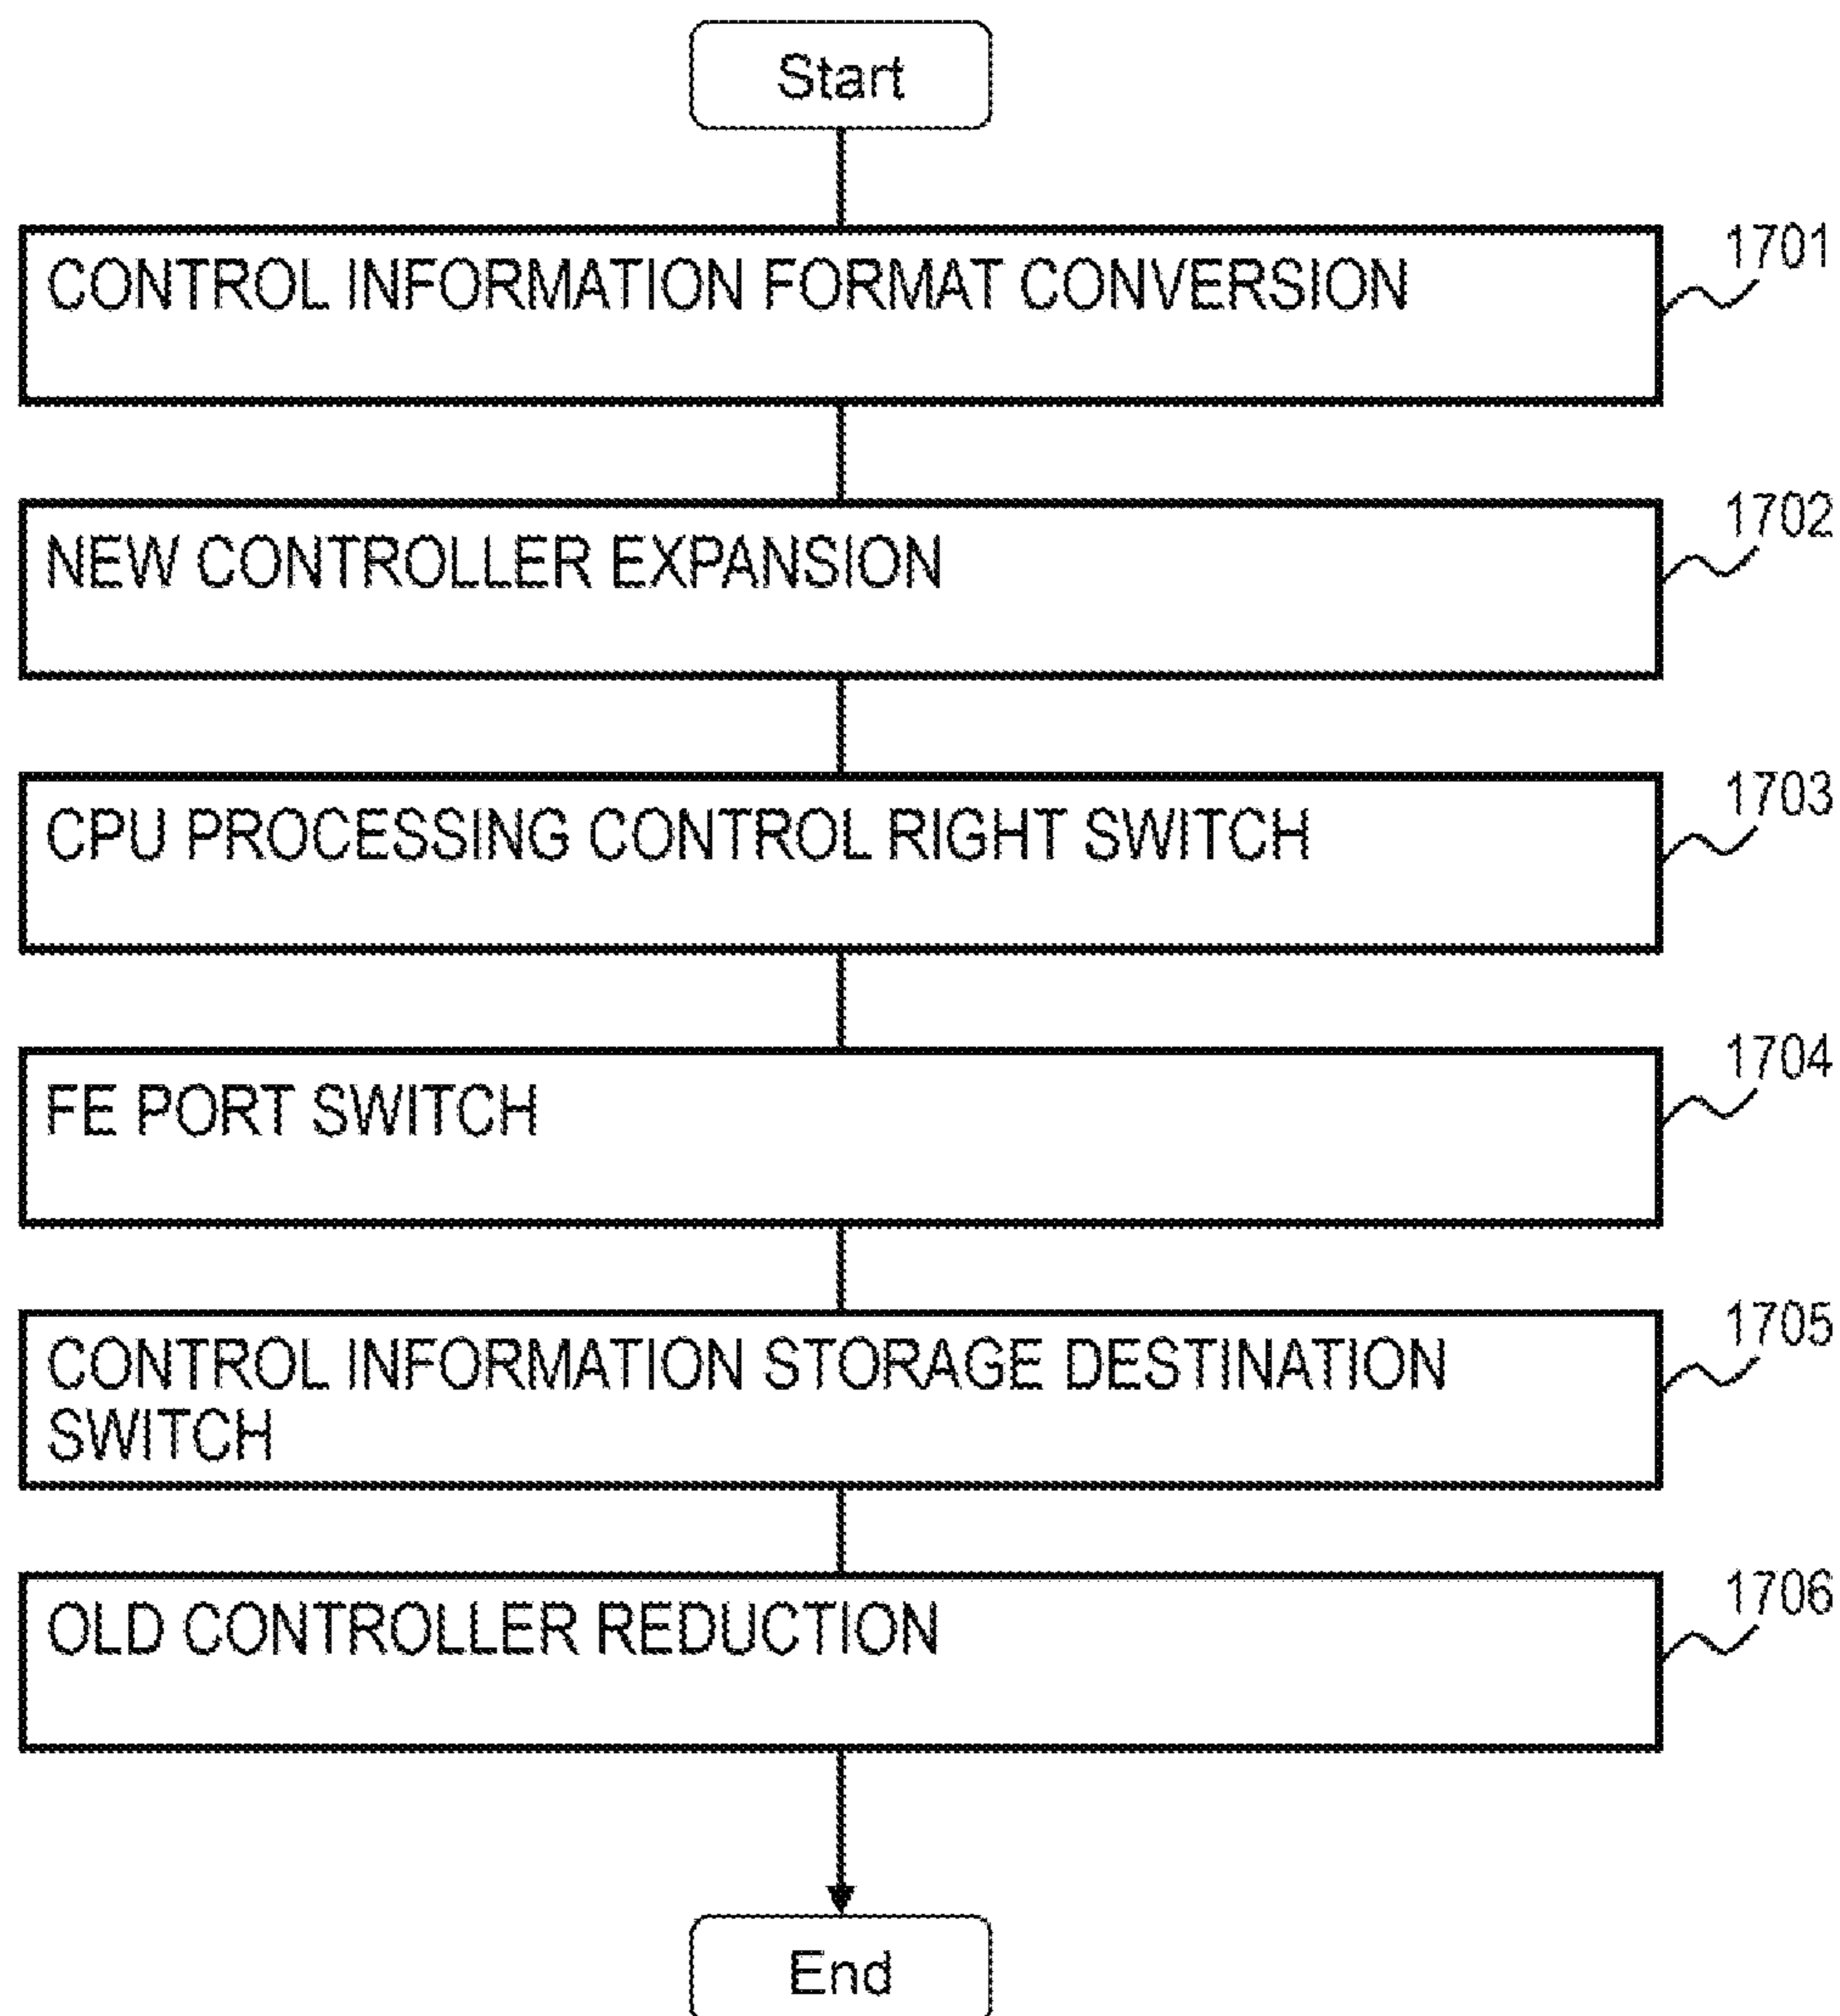 Start
1701
CONTROL INFORMATION FORMAT CONVERSION
1702
NEW CONTROLLER EXPANSION
1703
CPU PROCESSING CONTROL RIGHT SWITCH
1704
FE PORT SWITCH
1705
CONTROL INFORMATION STORAGE DESTINATION
SWITCH
1706
OLD CONTROLLER REDUCTION
End